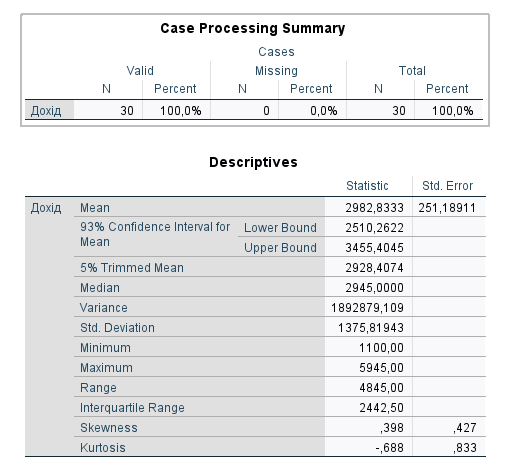 Case Processing Summary
Cases
Valid Missing Total
N Percent N Percent N Percent
Дохід 30 100,0% 0 0,0% 30 100,0%
Descriptives
Statistic Std. Error
Дохід Mean 2982,8333 251,18911
93% Confidence Interval for Mean Lower Bound 2510,2622
Upper Bound 3455,4045
5% Trimmed Mean 2928,4074
Median 2945,0000
Variance 1892879,109
Std. Deviation 1375,81943
Minimum 1100,00
Maximum 5945,00
Range 4845,00
Interquartile Range 2442,50
Skewness ,398 ,427
Kurtosis -,688 ,833